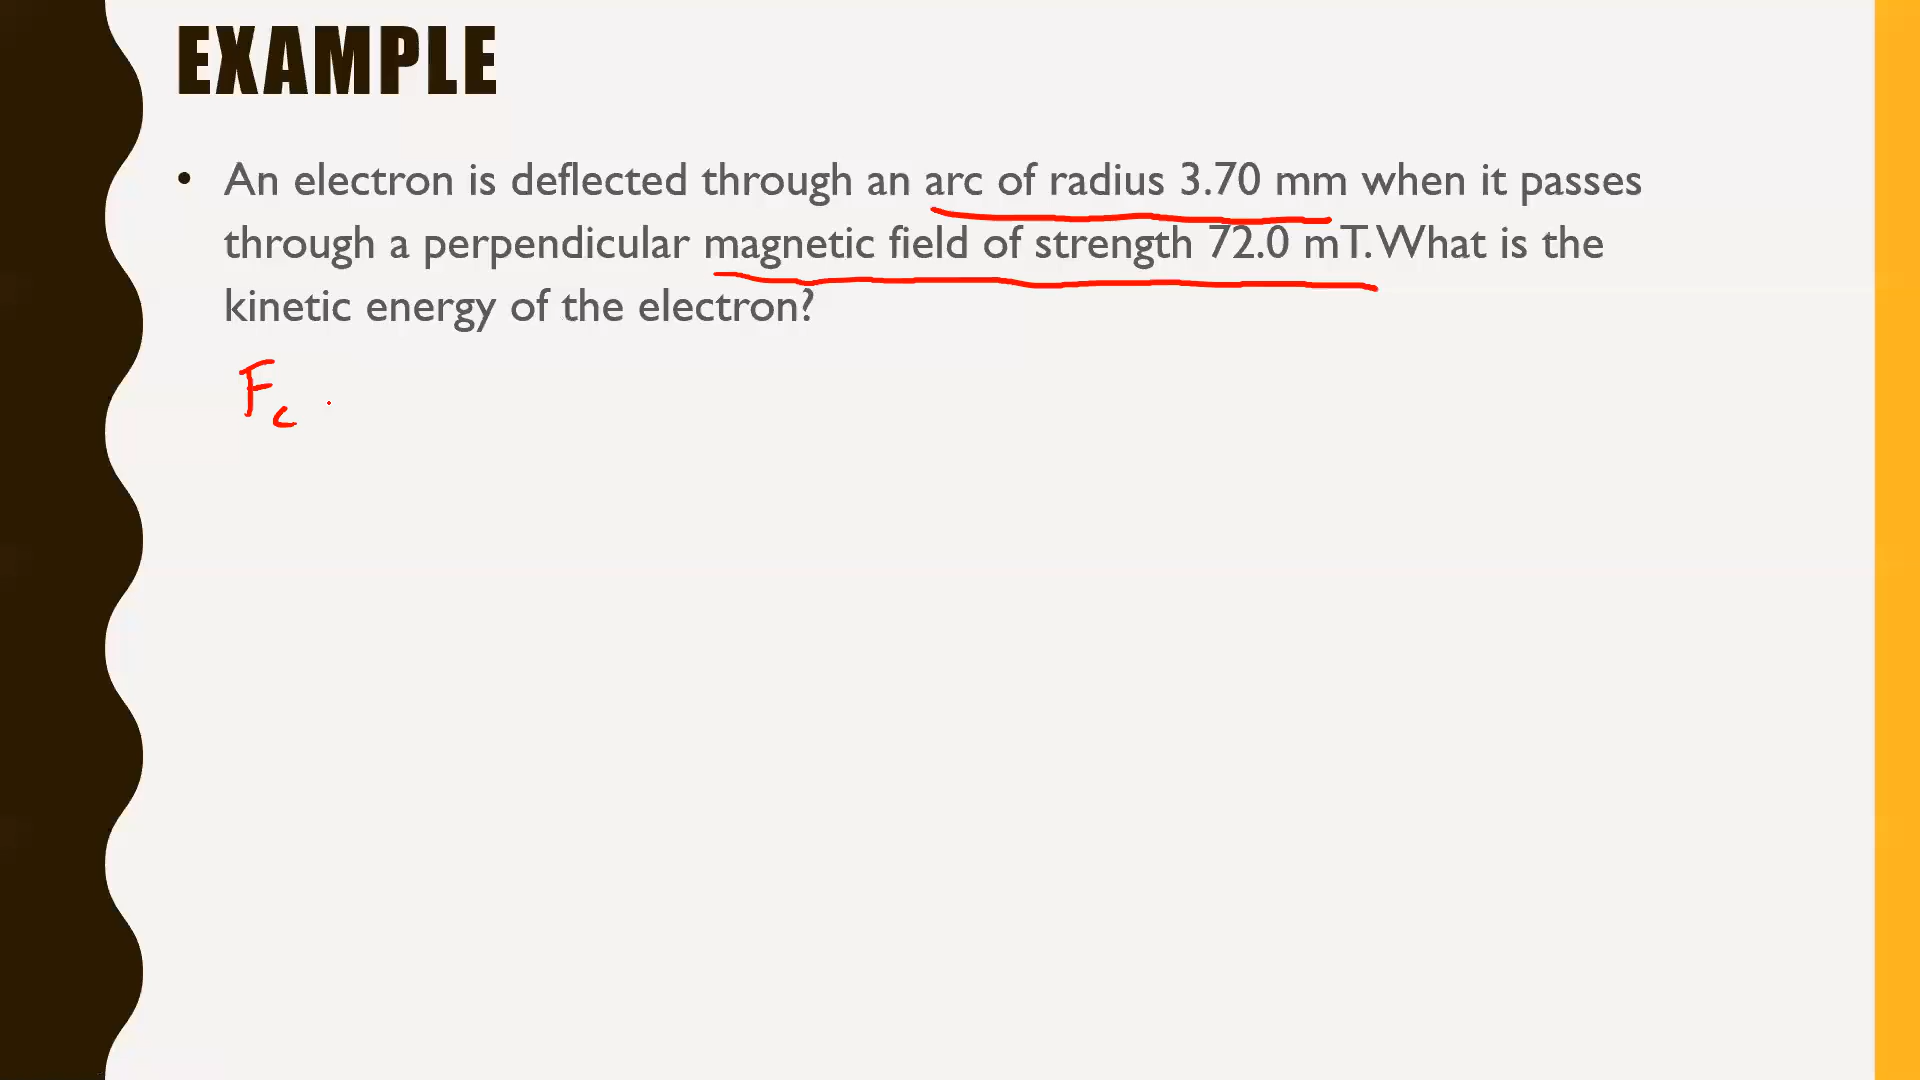 EXAMPLE
• An electron is deflected through an arc of radius 3.70 mm when it passes
through a perpendicular magnetic field of strength 72.0 mT. What is the
kinetic energy of the electron?
Fc